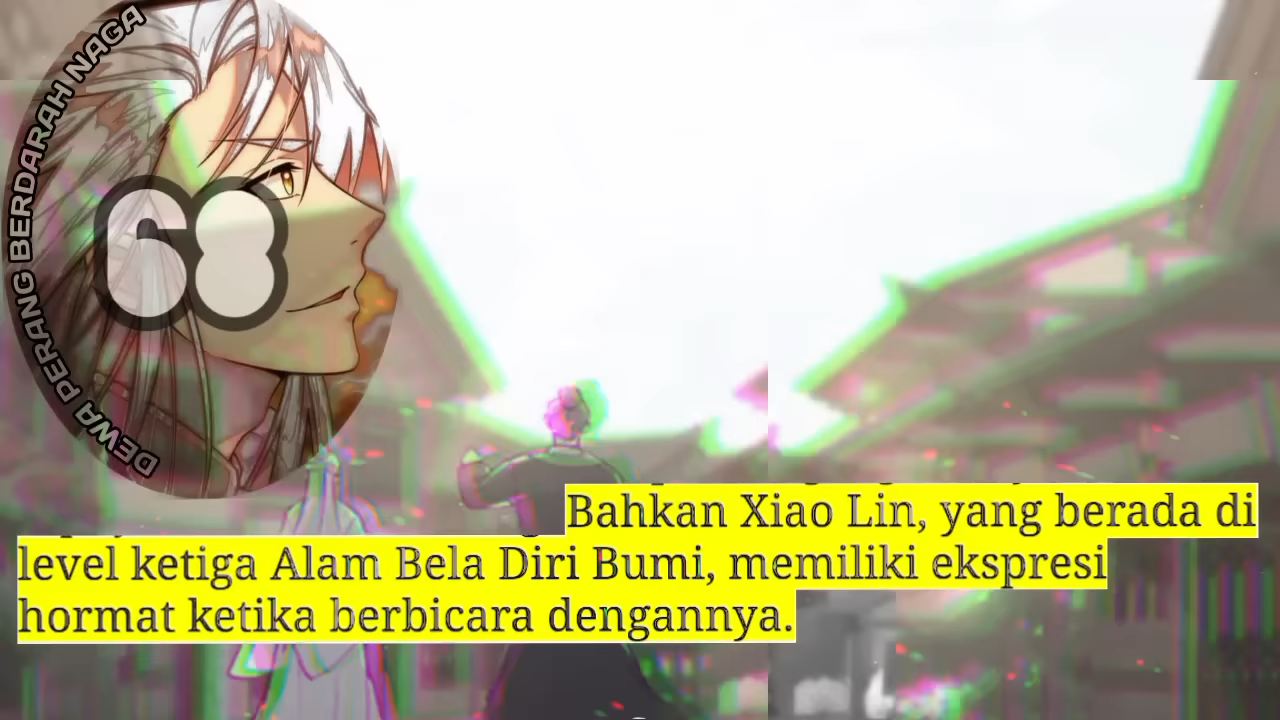 DEWA PERANG BERDARAH NAGA
68
Bahkan Xiao Lin, yang berada di
level ketiga Alam Bela Diri Bumi, memiliki ekspresi
hormat ketika berbicara dengannya.